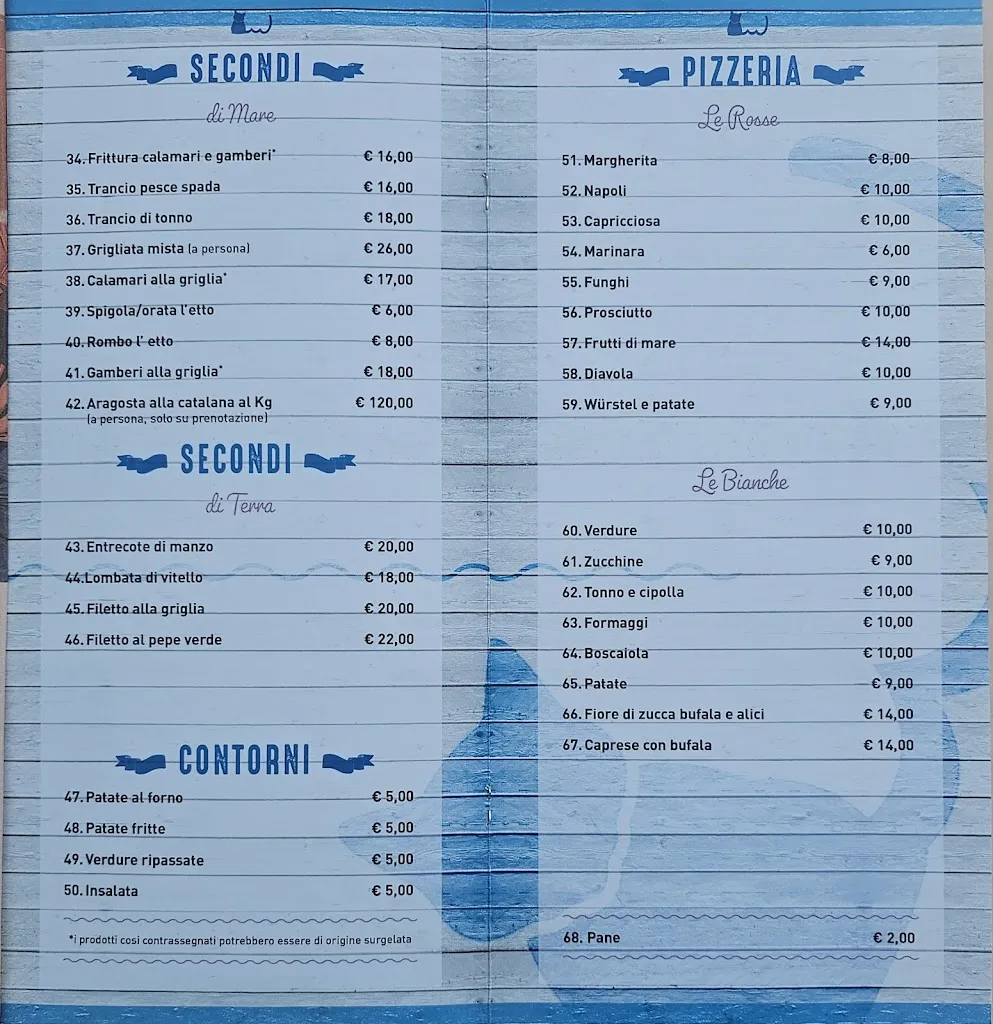 SECONDI
di Mare
34. Frittura calamari e gamberi* € 16,00
35. Trancio pesce spada € 16,00
36. Trancio di tonno € 18,00
37. Grigliata mista (a persona) € 26,00
38. Calamari alla griglia* € 17,00
39. Spigola/orata l'etto € 6,00
40. Rombo l' etto € 8,00
41. Gamberi alla griglia* € 18,00
42. Aragosta alla catalana al Kg € 120,00
(a persona, solo su prenotazione)
SECONDI
di Terra
43. Entrecote di manzo € 20,00
44.Lombata di vitello € 18,00
45. Filetto alla griglia € 20,00
46. Filetto al pepe verde € 22,00
CONTORNI
47. Patate al forno € 5,00
48. Patate fritte € 5,00
49. Verdure ripassate € 5,00
50. Insalata € 5,00
*i prodotti cosi contrassegnati potrebbero essere di origine surgelata
PIZZERIA
Le Rosse
51. Margherita € 8,00
52. Napoli € 10,00
53. Capricciosa € 10,00
54. Marinara € 6,00
55. Funghi € 9,00
56. Prosciutto € 10,00
57. Frutti di mare € 14,00
58. Diavola € 10,00
59. Würstel e patate € 9,00
Le Bianche
60. Verdure € 10,00
61. Zucchine € 9,00
62. Tonno e cipolla € 10,00
63. Formaggi € 10,00
64. Boscaiola € 10,00
65. Patate € 9,00
66. Fiore di zucca bufala e alici € 14,00
67. Caprese con bufala € 14,00
68. Pane € 2,00